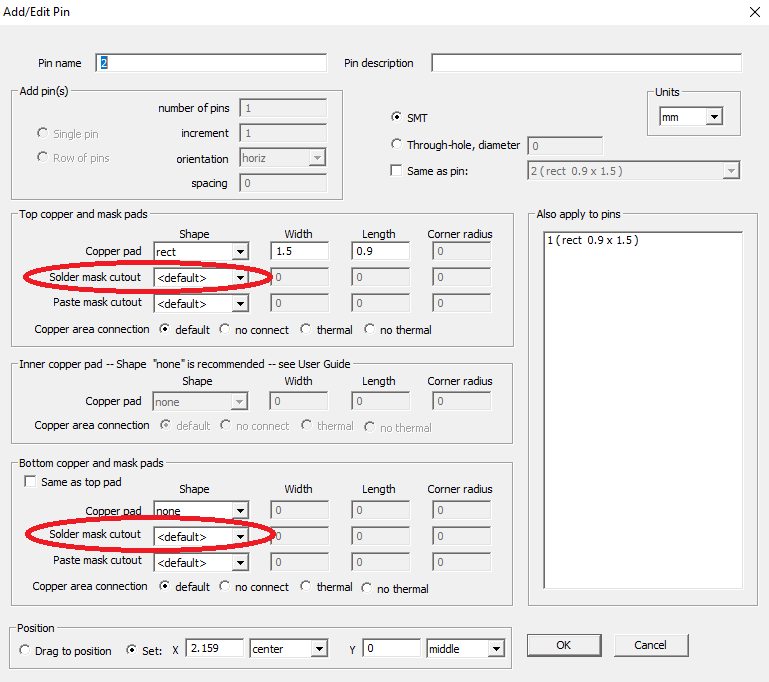 Add/Edit Pin
Pin name 2 Pin description
Add pin(s)
number of pins 1
Single pin increment 1
Row of pins orientation horiz
spacing 0
Units
mm
SMT
Through-hole, diameter 0
Same as pin: 2 ( rect 0.9 x 1.5 )
Top copper and mask pads
Shape Width Length Corner radius
Copper pad rect 1.5 0.9 0
Solder mask cutout <default> 0 0 0
Paste mask cutout <default> 0 0 0
Copper area connection default no connect thermal no thermal
Also apply to pins
1 ( rect 0.9 x 1.5 )
Inner copper pad -- Shape "none" is recommended -- see User Guide
Shape Width Length Corner radius
Copper pad none 0 0 0
Copper area connection default no connect thermal no thermal
Bottom copper and mask pads
Same as top pad
Shape Width Length Corner radius
Copper pad none 0 0 0
Solder mask cutout <default> 0 0 0
Paste mask cutout <default> 0 0 0
Copper area connection default no connect thermal no thermal
Position
Drag to position Set: X 2.159 center Y 0 middle
OK Cancel